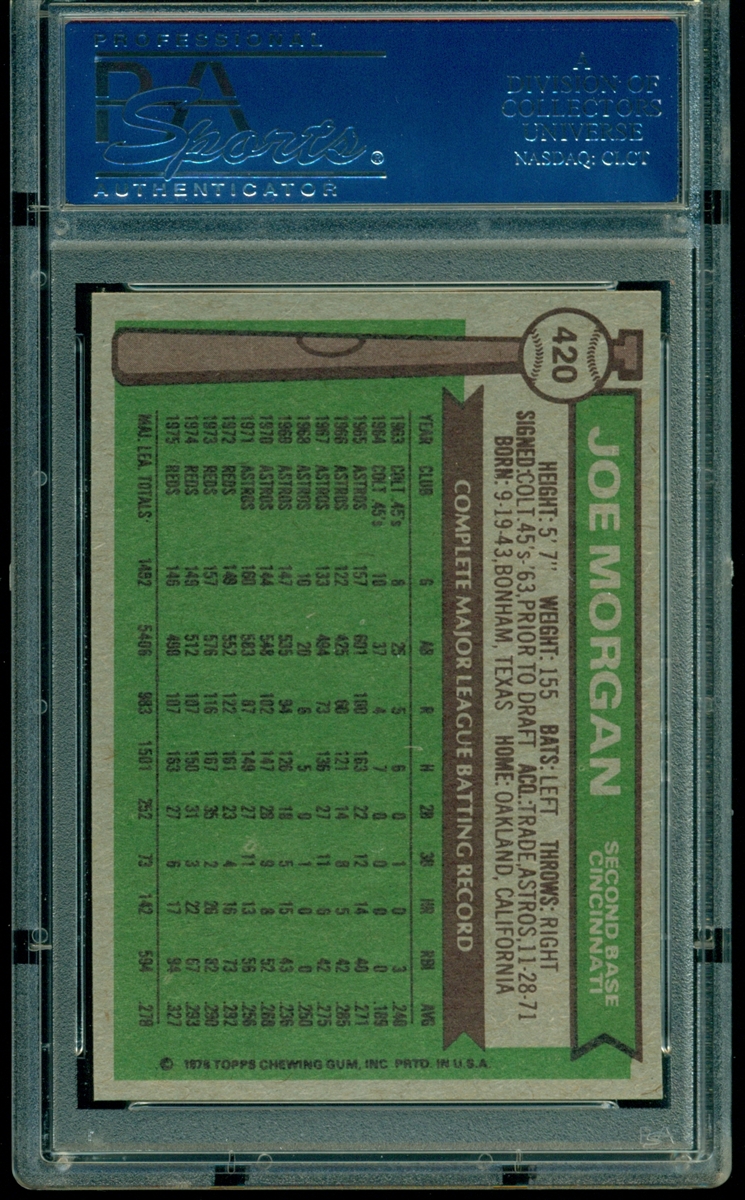 PROFESSIONAL
PSA
Sports®
AUTHENTICATOR
A
DIVISION OF
COLLECTORS
UNIVERSE
NASDAQ: CLCT
420
JOE MORGAN
SECOND BASE
CINCINNATI
HEIGHT: 5' 7" WEIGHT: 155 BATS: LEFT THROWS: RIGHT
SIGNED: COLT .45's-'63, PRIOR TO DRAFT ACQ: TRADE, ASTROS, 11-28-71
BORN: 9-19-43, BONHAM, TEXAS HOME: OAKLAND, CALIFORNIA
COMPLETE MAJOR LEAGUE BATTING RECORD
YEAR CLUB G AB R H 2B 3B HR RBI AVG
1963 COLT .45's 8 25 5 6 0 1 0 3 .240
1964 COLT .45's 10 37 4 7 0 0 0 0 .189
1965 ASTROS 157 601 100 163 22 12 14 40 .271
1966 ASTROS 122 425 60 121 14 8 5 42 .285
1967 ASTROS 133 494 73 136 27 11 6 42 .275
1968 ASTROS 10 20 6 5 0 1 0 0 .250
1969 ASTROS 147 535 94 126 18 5 15 43 .236
1970 ASTROS 144 548 102 147 28 9 8 52 .268
1971 ASTROS 160 583 87 149 27 11 13 56 .256
1972 REDS 149 552 122 161 23 4 16 73 .292
1973 REDS 157 576 116 167 35 2 26 82 .290
1974 REDS 149 512 107 150 31 3 22 67 .293
1975 REDS 146 498 107 163 27 6 17 94 .327
MAJ. LEA. TOTALS 1492 5406 983 1501 252 73 142 594 .278
© 1976 TOPPS CHEWING GUM, INC. PRTD. IN U.S.A.